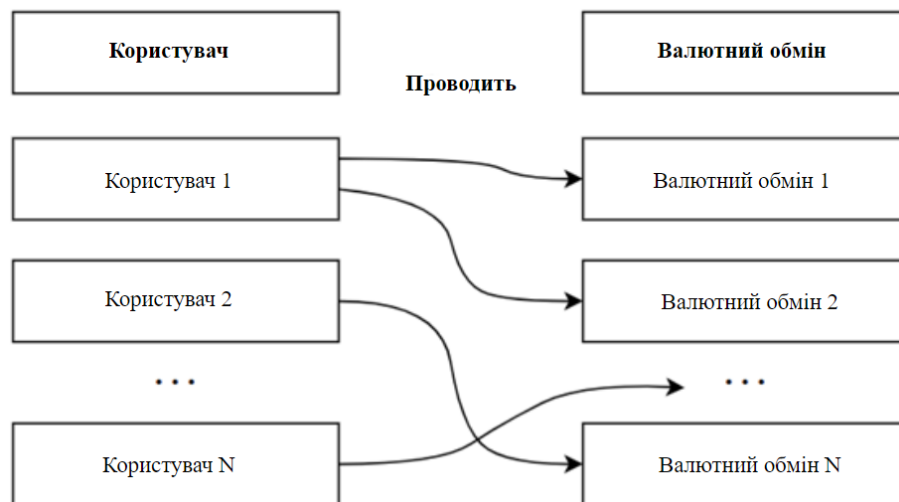 Користувач
Валютний обмін
Проводить
Користувач 1
Валютний обмін 1
Користувач 2
Валютний обмін 2
...
...
Користувач N
Валютний обмін N